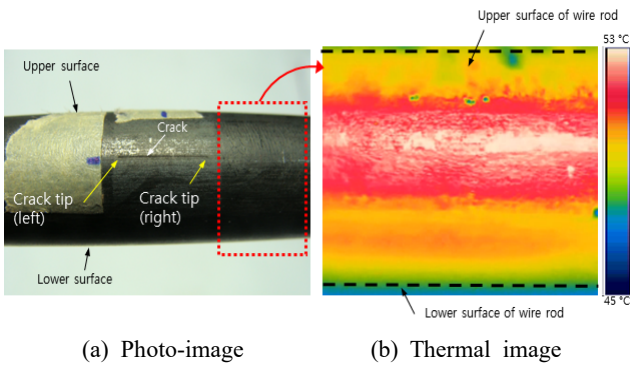 Upper surface
Crack
Crack tip
(left)
Crack tip
(right)
Lower surface
(a) Photo-image
Upper surface of wire rod
53 °C
45 °C
Lower surface of wire rod
(b) Thermal image